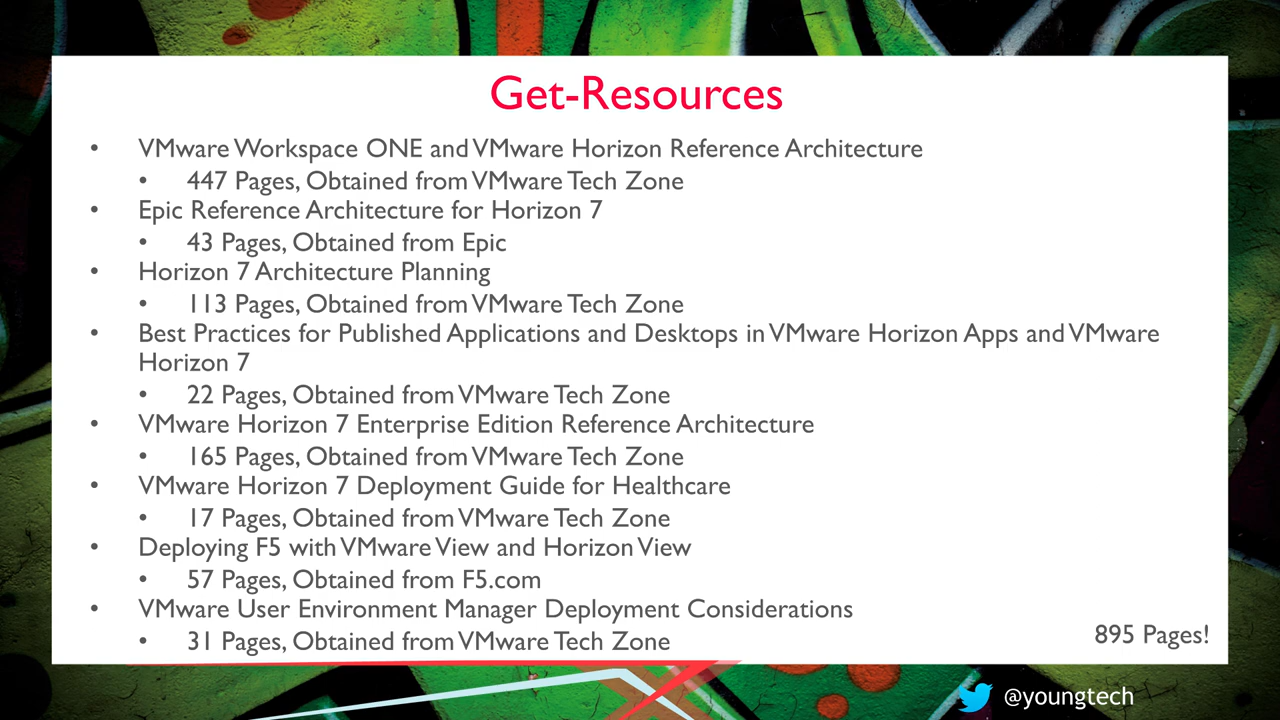 Get-Resources
• VMware Workspace ONE and VMware Horizon Reference Architecture
• 447 Pages, Obtained from VMware Tech Zone
• Epic Reference Architecture for Horizon 7
• 43 Pages, Obtained from Epic
• Horizon 7 Architecture Planning
• 113 Pages, Obtained from VMware Tech Zone
• Best Practices for Published Applications and Desktops in VMware Horizon Apps and VMware
Horizon 7
• 22 Pages, Obtained from VMware Tech Zone
• VMware Horizon 7 Enterprise Edition Reference Architecture
• 165 Pages, Obtained from VMware Tech Zone
• VMware Horizon 7 Deployment Guide for Healthcare
• 17 Pages, Obtained from VMware Tech Zone
• Deploying F5 with VMware View and Horizon View
• 57 Pages, Obtained from F5.com
• VMware User Environment Manager Deployment Considerations
• 31 Pages, Obtained from VMware Tech Zone
895 Pages!
@youngtech